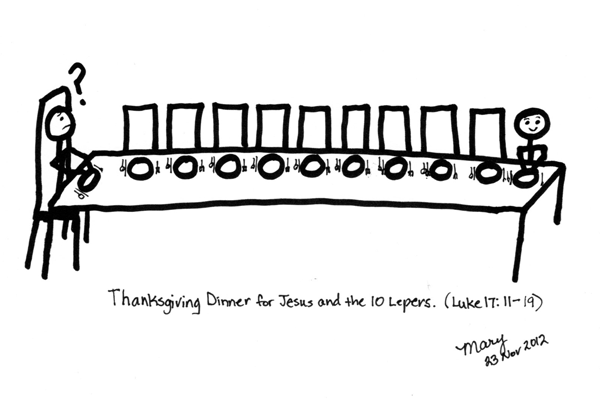 ?
Thanksgiving Dinner for Jesus and the 10 Lepers. (Luke 17:11-19)
Mary
23 Nov 2012